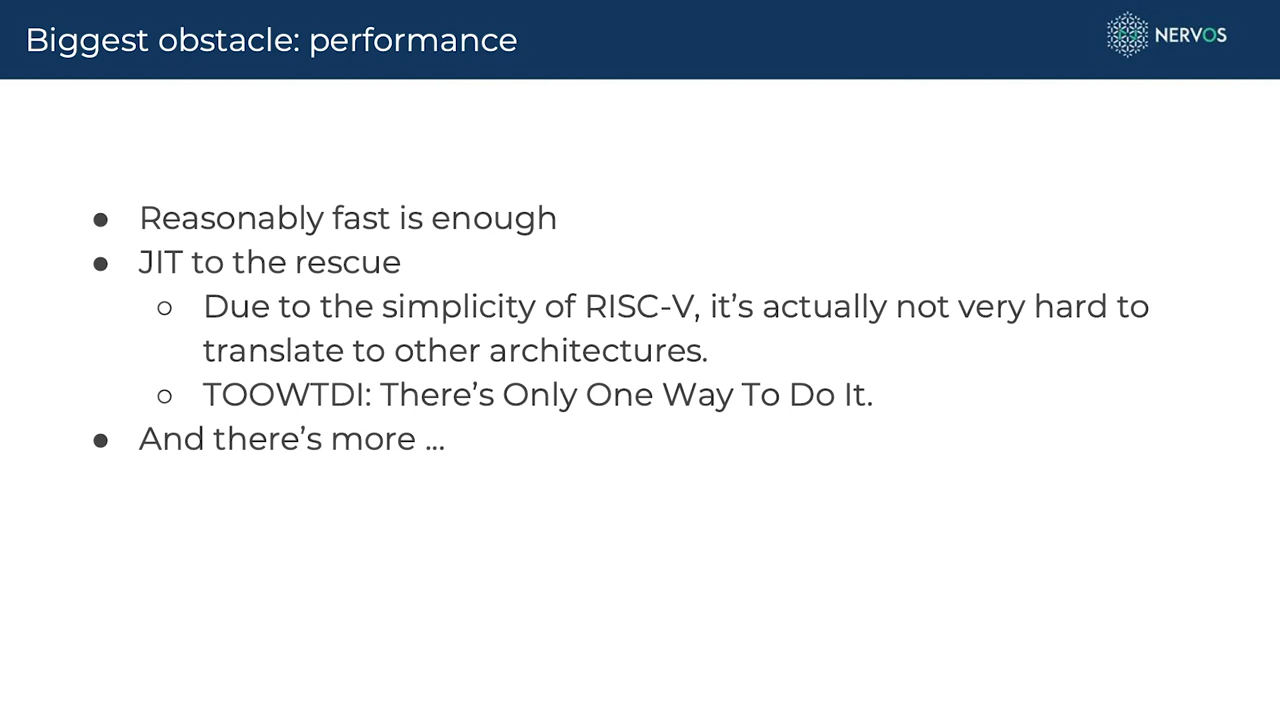 Biggest obstacle: performance
NERVOS
● Reasonably fast is enough
● JIT to the rescue
○ Due to the simplicity of RISC-V, it’s actually not very hard to
translate to other architectures.
○ TOOWTDI: There’s Only One Way To Do It.
● And there’s more ...